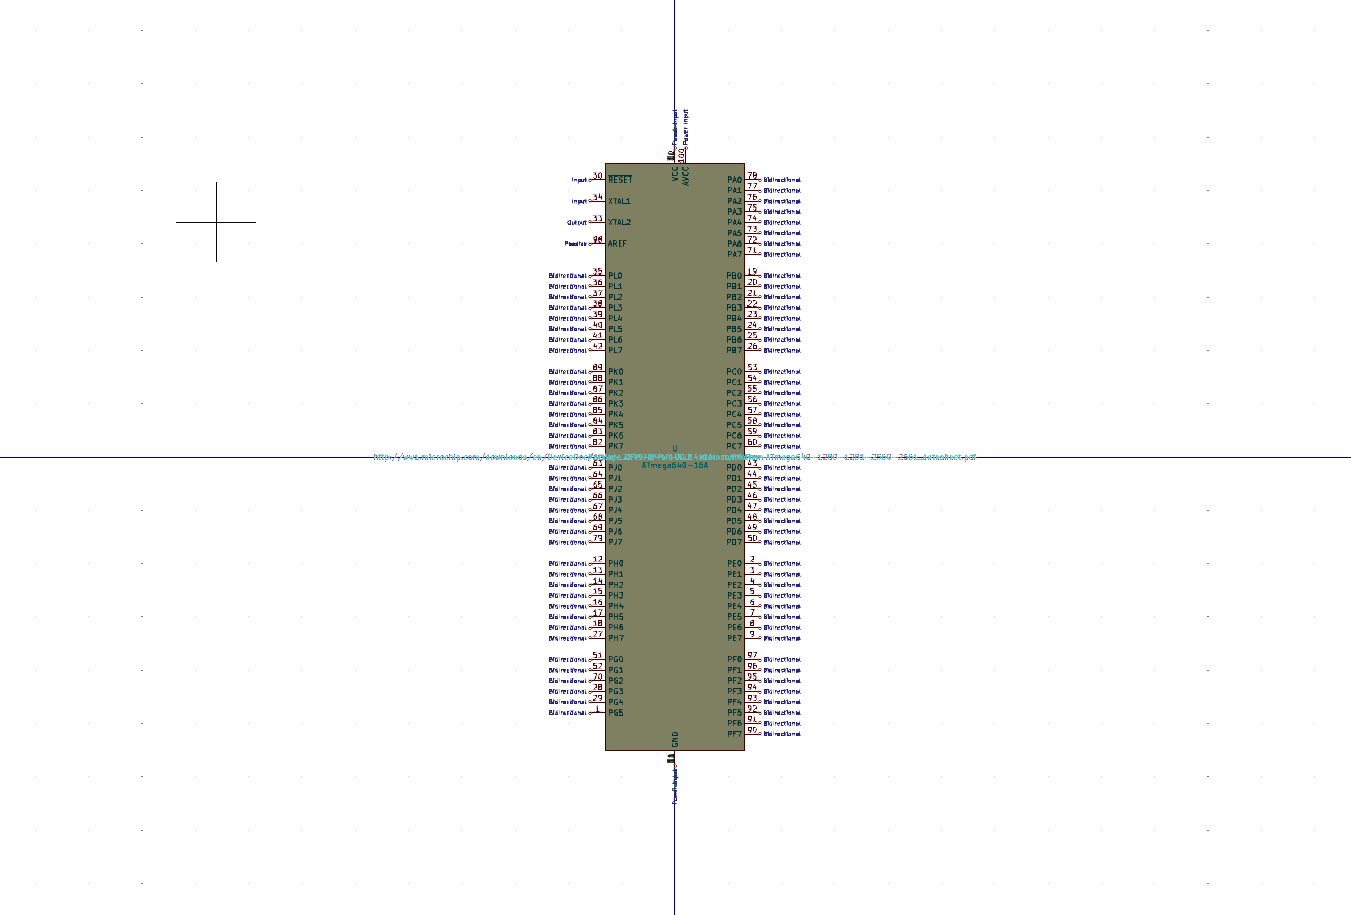 Power Input
Power Input
100
VCC
AVCC
Input 30 RESET
PA0 78 Bidirectional
PA1 77 Bidirectional
Input 34 XTAL1
PA2 76 Bidirectional
PA3 75 Bidirectional
Output 33 XTAL2
PA4 74 Bidirectional
PA5 73 Bidirectional
Passive 98 AREF
PA6 72 Bidirectional
PA7 71 Bidirectional
Bidirectional 35 PL0
PB0 19 Bidirectional
Bidirectional 36 PL1
PB1 20 Bidirectional
Bidirectional 37 PL2
PB2 21 Bidirectional
Bidirectional 38 PL3
PB3 22 Bidirectional
Bidirectional 39 PL4
PB4 23 Bidirectional
Bidirectional 40 PL5
PB5 24 Bidirectional
Bidirectional 41 PL6
PB6 25 Bidirectional
Bidirectional 42 PL7
PB7 26 Bidirectional
Bidirectional 89 PK0
PC0 53 Bidirectional
Bidirectional 88 PK1
PC1 54 Bidirectional
Bidirectional 87 PK2
PC2 55 Bidirectional
Bidirectional 86 PK3
PC3 56 Bidirectional
Bidirectional 85 PK4
PC4 57 Bidirectional
Bidirectional 84 PK5
PC5 58 Bidirectional
Bidirectional 83 PK6
PC6 59 Bidirectional
Bidirectional 82 PK7
PC7 60 Bidirectional
U
ATmega640-16A
Bidirectional 63 PJ0
PD0 43 Bidirectional
Bidirectional 64 PJ1
PD1 44 Bidirectional
Bidirectional 65 PJ2
PD2 45 Bidirectional
Bidirectional 66 PJ3
PD3 46 Bidirectional
Bidirectional 67 PJ4
PD4 47 Bidirectional
Bidirectional 68 PJ5
PD5 48 Bidirectional
Bidirectional 69 PJ6
PD6 49 Bidirectional
Bidirectional 79 PJ7
PD7 50 Bidirectional
Bidirectional 12 PH0
PE0 2 Bidirectional
Bidirectional 13 PH1
PE1 3 Bidirectional
Bidirectional 14 PH2
PE2 4 Bidirectional
Bidirectional 15 PH3
PE3 5 Bidirectional
Bidirectional 16 PH4
PE4 6 Bidirectional
Bidirectional 17 PH5
PE5 7 Bidirectional
Bidirectional 18 PH6
PE6 8 Bidirectional
Bidirectional 27 PH7
PE7 9 Bidirectional
Bidirectional 51 PG0
PF0 97 Bidirectional
Bidirectional 52 PG1
PF1 96 Bidirectional
Bidirectional 70 PG2
PF2 95 Bidirectional
Bidirectional 28 PG3
PF3 94 Bidirectional
Bidirectional 29 PG4
PF4 93 Bidirectional
Bidirectional 1 PG5
PF5 92 Bidirectional
PF6 91 Bidirectional
PF7 90 Bidirectional
GND